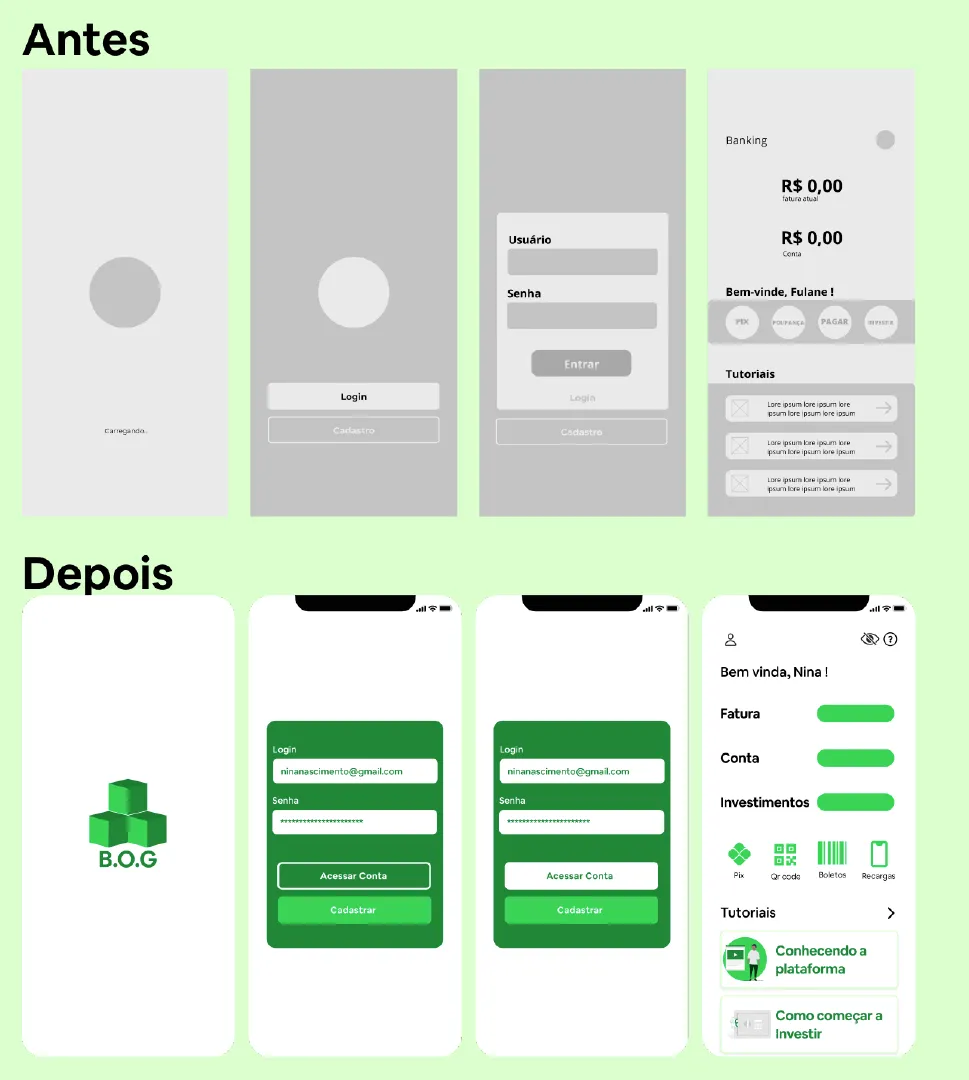 Antes
Carregando...
Login
Cadastro
Usuário
Senha
Entrar
Login
Cadastro
Banking
R$ 0,00
fatura atual
R$ 0,00
Conta
Bem-vinde, Fulane !
PIX
POUPANÇA
PAGAR
Tutoriais
Lore ipsum lore ipsum lore
ipsum lore ipsum lore ipsum
Lore ipsum lore ipsum lore
ipsum lore ipsum lore ipsum
Lore ipsum lore ipsum lore
ipsum lore ipsum lore ipsum
Depois
B.O.G
Login
ninanascimento@gmail.com
Senha
**********************
Acessar Conta
Cadastrar
Login
ninanascimento@gmail.com
Senha
**********************
Acessar Conta
Cadastrar
Bem vinda, Nina !
Fatura
Conta
Investimentos
Pix
Qr code
Boletos
Recargas
Tutoriais
Conhecendo a
plataforma
Como começar a
Investir